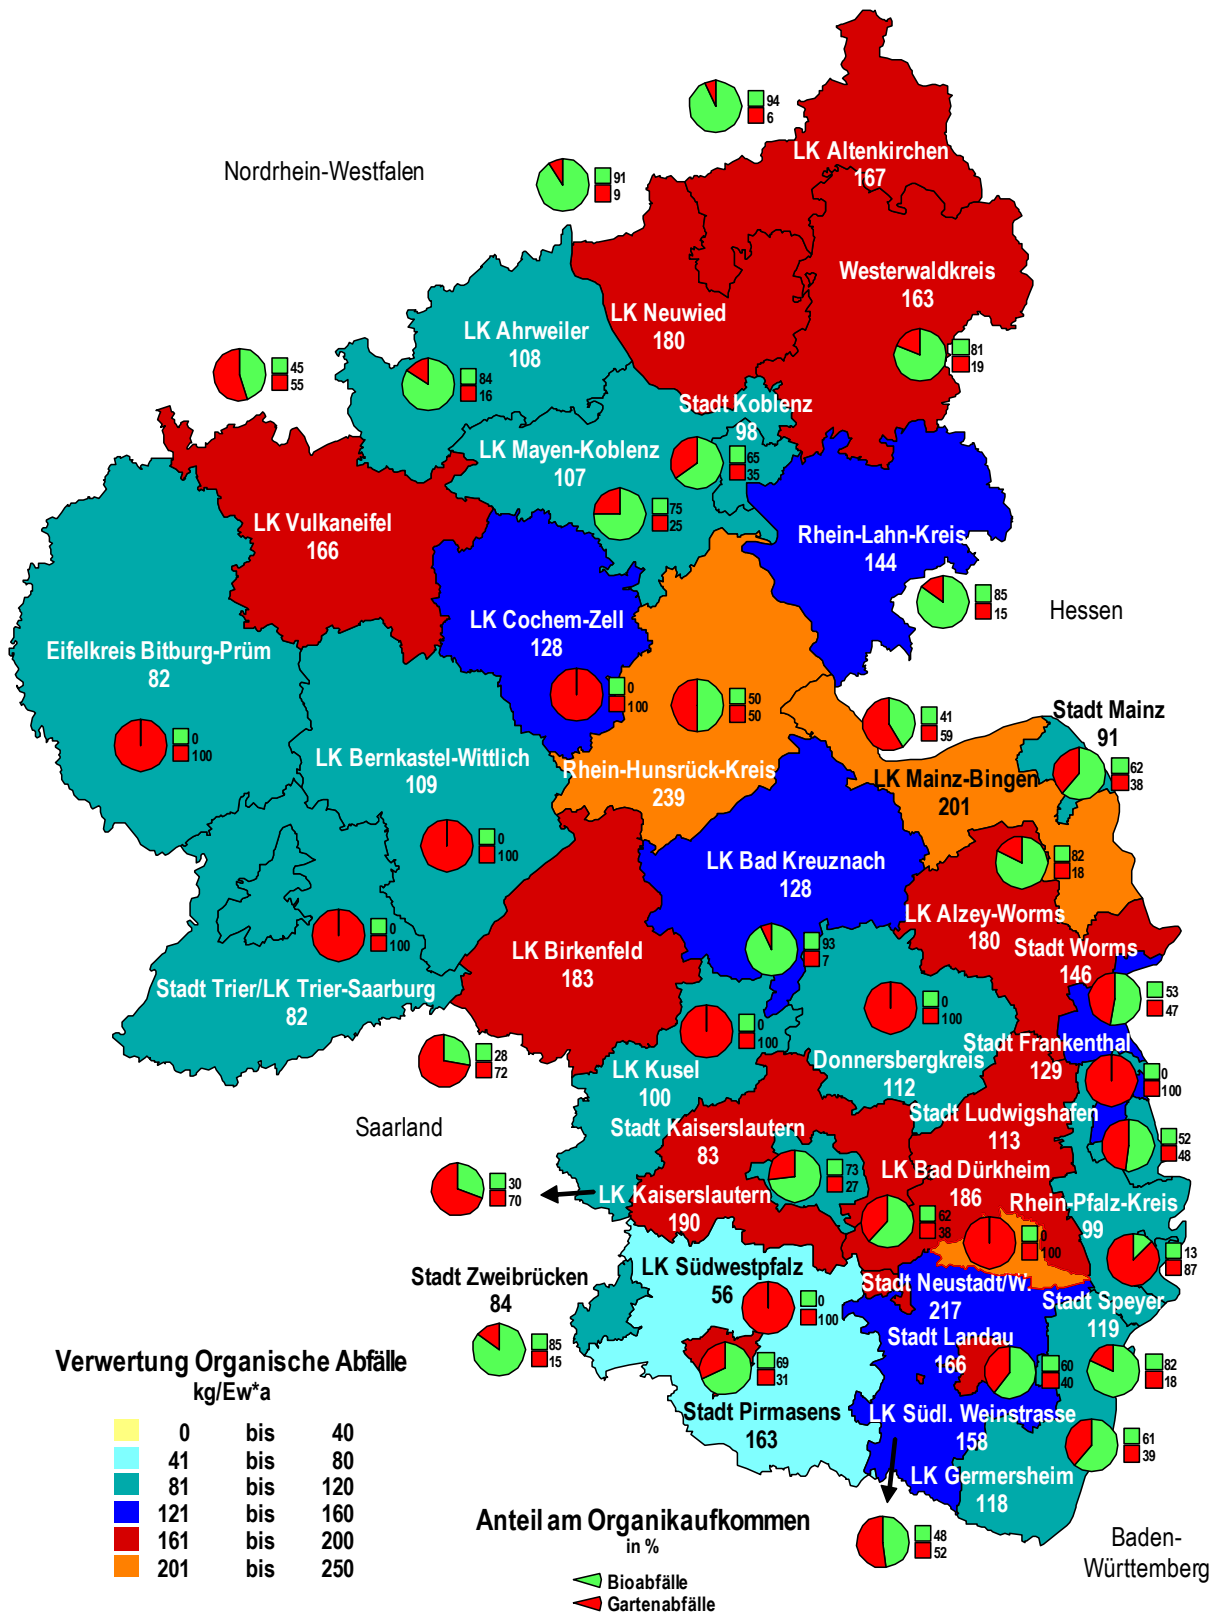 94
6
Nordrhein-Westfalen
LK Altenkirchen
167
91
9
Westerwaldkreis
163
LK Neuwied
180
LK Ahrweiler
108
81
19
45
55
84
16
Stadt Koblenz
98
LK Mayen-Koblenz
107
65
35
75
25
LK Vulkaneifel
166
Rhein-Lahn-Kreis
144
85
15
Hessen
LK Cochem-Zell
128
Eifelkreis Bitburg-Prüm
82
0
100
0
100
50
50
41
59
Stadt Mainz
91
62
38
LK Bernkastel-Wittlich
109
Rhein-Hunsrück-Kreis
239
LK Mainz-Bingen
201
0
100
LK Bad Kreuznach
128
82
18
LK Alzey-Worms
180
0
100
LK Birkenfeld
183
93
7
Stadt Worms
146
Stadt Trier/LK Trier-Saarburg
82
53
47
0
100
0
100
28
72
LK Kusel
100
Donnersbergkreis
112
Stadt Frankenthal
129
0
100
Saarland
Stadt Kaiserslautern
83
Stadt Ludwigshafen
113
52
48
30
70
73
27
LK Kaiserslautern
190
LK Bad Dürkheim
186
Rhein-Pfalz-Kreis
99
62
38
0
100
13
87
Stadt Zweibrücken
84
LK Südwestpfalz
56
Stadt Neustadt/W.
217
Stadt Speyer
119
0
100
85
15
Stadt Landau
166
69
31
60
40
82
18
Stadt Pirmasens
163
LK Südl. Weinstrasse
158
61
39
LK Germersheim
118
48
52
Baden-
Württemberg
Verwertung Organische Abfälle
kg/Ew*a
0 bis 40
41 bis 80
81 bis 120
121 bis 160
161 bis 200
201 bis 250
Anteil am Organikaufkommen
in %
Bioabfälle
Gartenabfälle